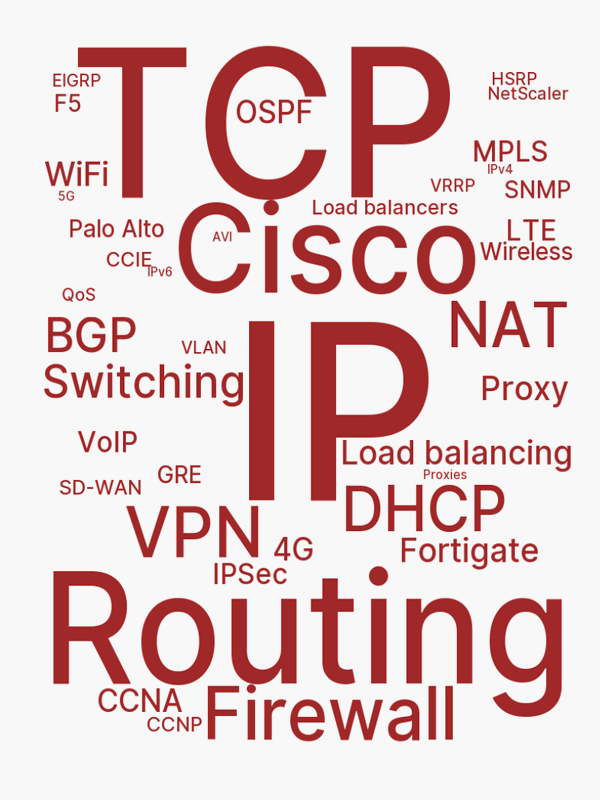 TCP
EIGRP
HSRP
NetScaler
F5
OSPF
MPLS
WiFi
IPv4
5G
VRRP
SNMP
Load balancers
Palo Alto
AVI
Cisco
LTE
Wireless
CCIE
IPv6
QoS
NAT
BGP
VLAN
IP
Switching
Proxy
VoIP
Load balancing
GRE
Proxies
SD-WAN
DHCP
VPN
4G
Fortigate
IPSec
Routing
CCNA
Firewall
CCNP